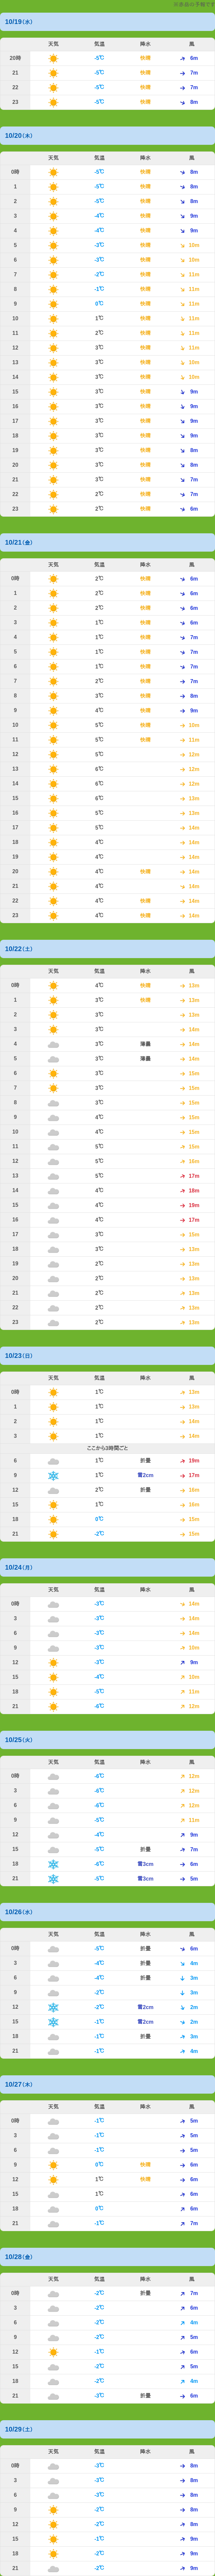 10/19(水)
天気 気温 降水 風
20時 -5℃ 快晴 6m
21 -5℃ 快晴 7m
22 -5℃ 快晴 7m
23 -5℃ 快晴 8m
10/20(木)
天気 気温 降水 風
0時 -5℃ 快晴 8m
1 -5℃ 快晴 8m
2 -5℃ 快晴 8m
3 -4℃ 快晴 9m
4 -4℃ 快晴 9m
5 -3℃ 快晴 10m
6 -3℃ 快晴 10m
7 -2℃ 快晴 11m
8 -1℃ 快晴 11m
9 0℃ 快晴 11m
10 1℃ 快晴 11m
11 2℃ 快晴 11m
12 3℃ 快晴 11m
13 3℃ 快晴 10m
14 3℃ 快晴 10m
15 3℃ 快晴 9m
16 3℃ 快晴 9m
17 3℃ 快晴 9m
18 3℃ 快晴 9m
19 3℃ 快晴 8m
20 3℃ 快晴 8m
21 3℃ 快晴 7m
22 2℃ 快晴 7m
23 2℃ 快晴 6m
10/21(金)
天気 気温 降水 風
0時 2℃ 快晴 6m
1 2℃ 快晴 6m
2 2℃ 快晴 6m
3 1℃ 快晴 6m
4 1℃ 快晴 7m
5 1℃ 快晴 7m
6 1℃ 快晴 7m
7 2℃ 快晴 7m
8 3℃ 快晴 8m
9 4℃ 快晴 9m
10 5℃ 快晴 10m
11 5℃ 快晴 11m
12 5℃ 12m
13 6℃ 12m
14 6℃ 12m
15 6℃ 13m
16 5℃ 13m
17 5℃ 14m
18 4℃ 14m
19 4℃ 14m
20 4℃ 快晴 14m
21 4℃ 14m
22 4℃ 快晴 14m
23 4℃ 快晴 14m
10/22(土)
天気 気温 降水 風
0時 4℃ 快晴 13m
1 3℃ 快晴 13m
2 3℃ 13m
3 3℃ 14m
4 3℃ 薄曇 14m
5 3℃ 薄曇 14m
6 3℃ 15m
7 3℃ 15m
8 3℃ 15m
9 4℃ 15m
10 4℃ 15m
11 5℃ 15m
12 5℃ 16m
13 5℃ 17m
14 4℃ 18m
15 4℃ 19m
16 4℃ 17m
17 3℃ 15m
18 3℃ 13m
19 2℃ 13m
20 2℃ 13m
21 2℃ 13m
22 2℃ 13m
23 2℃ 13m
10/23(日)
天気 気温 降水 風
0時 1℃ 13m
1 1℃ 13m
2 1℃ 14m
3 1℃ 14m
ここから3時間ごと
6 1℃ 折曇 19m
9 1℃ 雪2cm 17m
12 2℃ 折曇 16m
15 1℃ 16m
18 0℃ 15m
21 -2℃ 15m
10/24(月)
天気 気温 降水 風
0時 -3℃ 14m
3 -3℃ 14m
6 -3℃ 14m
9 -3℃ 10m
12 -3℃ 9m
15 -4℃ 10m
18 -5℃ 11m
21 -6℃ 12m
10/25(火)
天気 気温 降水 風
0時 -6℃ 12m
3 -6℃ 12m
6 -6℃ 12m
9 -5℃ 11m
12 -4℃ 9m
15 -5℃ 折曇 7m
18 -6℃ 雪3cm 6m
21 -5℃ 雪3cm 5m
10/26(水)
天気 気温 降水 風
0時 -5℃ 折曇 6m
3 -4℃ 折曇 4m
6 -4℃ 折曇 3m
9 -2℃ 3m
12 -2℃ 雪2cm 2m
15 -1℃ 雪2cm 2m
18 -1℃ 折曇 3m
21 -1℃ 4m
10/27(木)
天気 気温 降水 風
0時 -1℃ 5m
3 -1℃ 5m
6 -1℃ 5m
9 0℃ 快晴 6m
12 1℃ 快晴 6m
15 1℃ 6m
18 0℃ 6m
21 -1℃ 7m
10/28(金)
天気 気温 降水 風
0時 -2℃ 折曇 7m
3 -2℃ 6m
6 -2℃ 4m
9 -2℃ 5m
12 -1℃ 6m
15 -2℃ 5m
18 -2℃ 4m
21 -3℃ 折曇 6m
10/29(土)
天気 気温 降水 風
0時 -3℃ 8m
3 -3℃ 8m
6 -3℃ 8m
9 -2℃ 8m
12 -2℃ 8m
15 -1℃ 9m
18 -2℃ 9m
21 -2℃ 9m